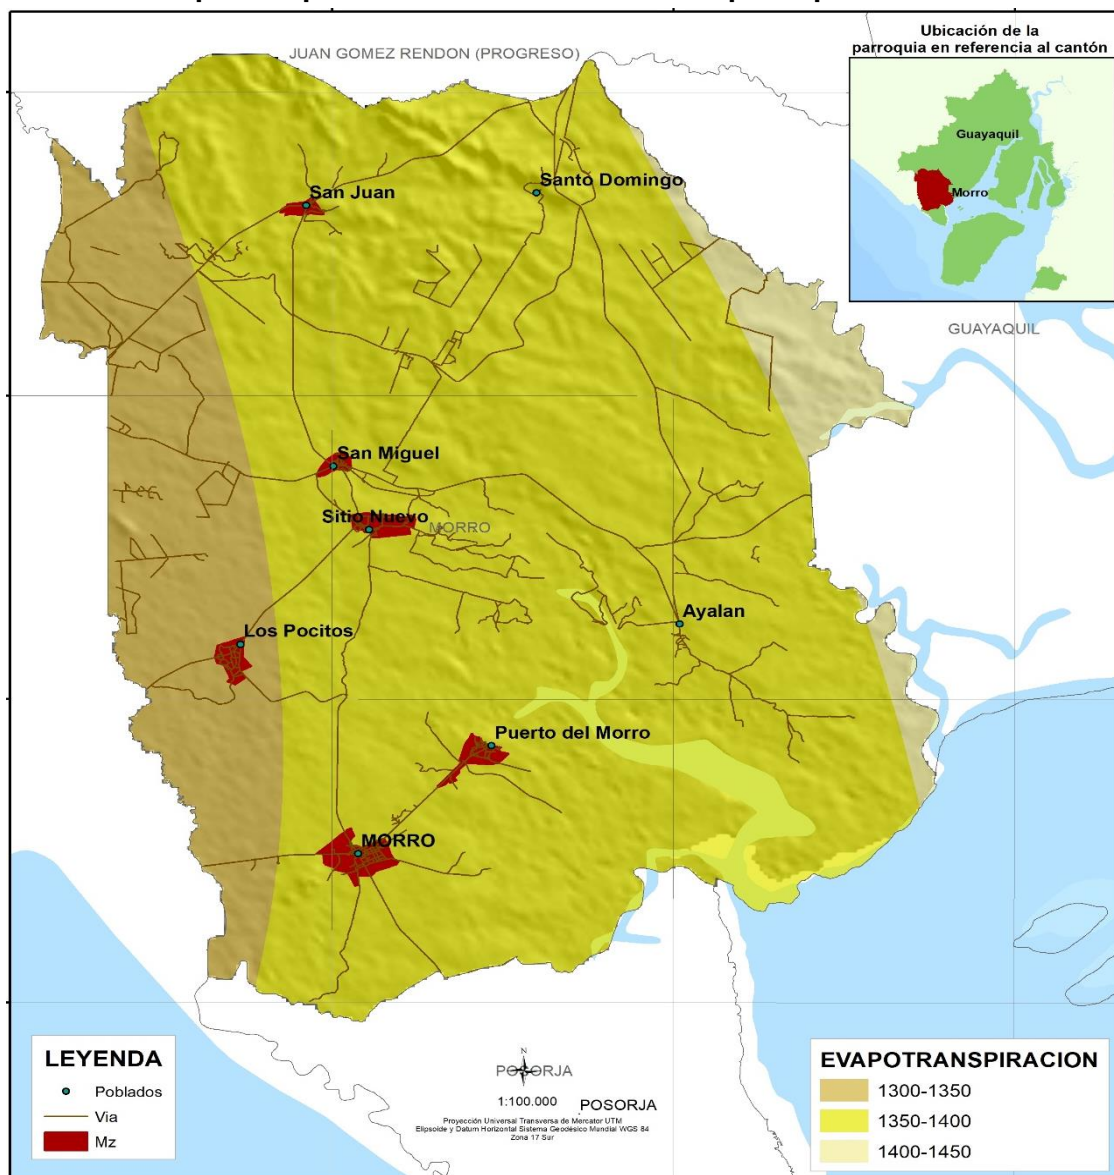 JUAN GOMEZ RENDON (PROGRESO)
Ubicación de la
parroquia en referencia al cantón
Guayaquil
Morro
San Juan
Santo Domingo
GUAYAQUIL
San Miguel
Sitio Nuevo
MORRO
Ayalan
Los Pocitos
Puerto del Morro
MORRO
LEYENDA
Poblados
Via
Mz
N
POSORJA
1:100.000
POSORJA
Proyección Universal Transversa de Mercator UTM
Elipsoide y Datum Horizontal Sistema Geodésico Mundial WGS 84
Zona 17 Sur
EVAPOTRANSPIRACION
1300-1350
1350-1400
1400-1450